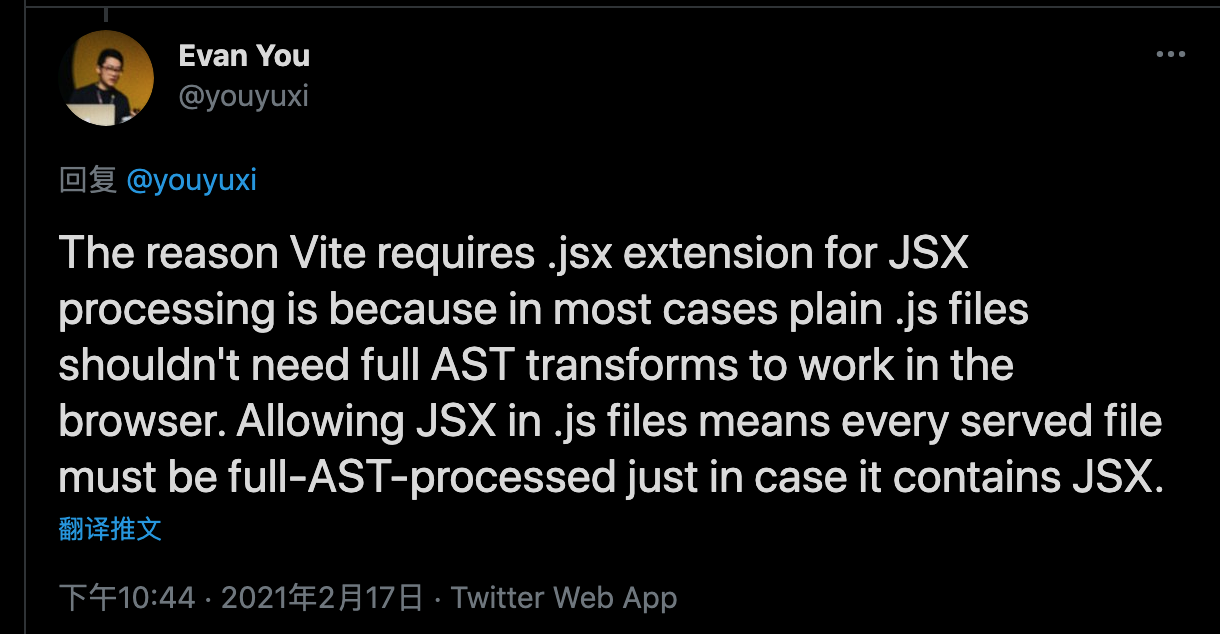 Evan You
@youyuxi
回复 @youyuxi
The reason Vite requires .jsx extension for JSX
processing is because in most cases plain .js files
shouldn't need full AST transforms to work in the
browser. Allowing JSX in .js files means every served file
must be full-AST-processed just in case it contains JSX.
翻译推文
下午10:44 · 2021年2月17日 · Twitter Web App